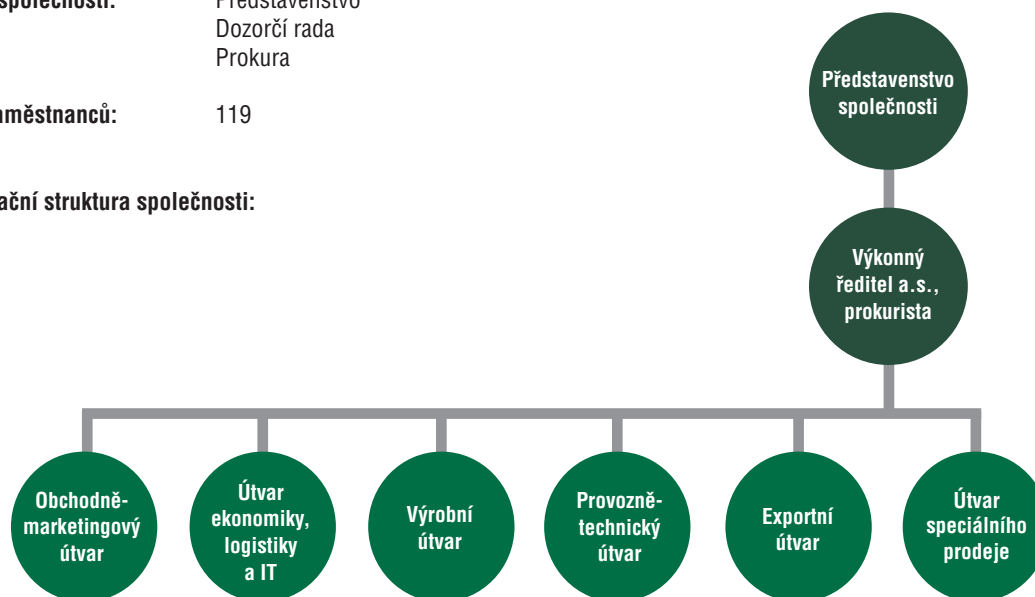 společnosti: Představenstvo
Dozorčí rada
Prokura
aměstnanců: 119
ační struktura společnosti:
Představenstvo
společnosti
Výkonný
ředitel a.s.,
prokurista
Obchodně-
marketingový
útvar
Útvar
ekonomiky,
logistiky
a IT
Výrobní
útvar
Provozně-
technický
útvar
Exportní
útvar
Útvar
speciálního
prodeje